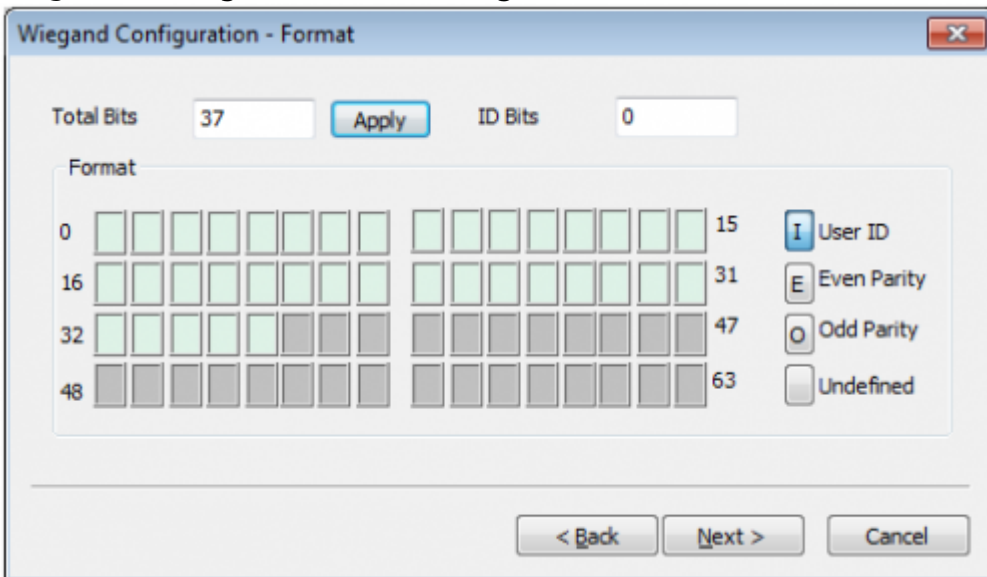 Wiegand Configuration - Format
Total Bits 37 Apply ID Bits 0
Format
0 15 I User ID
16 31 E Even Parity
32 47 O Odd Parity
48 63 Undefined
< Back Next > Cancel